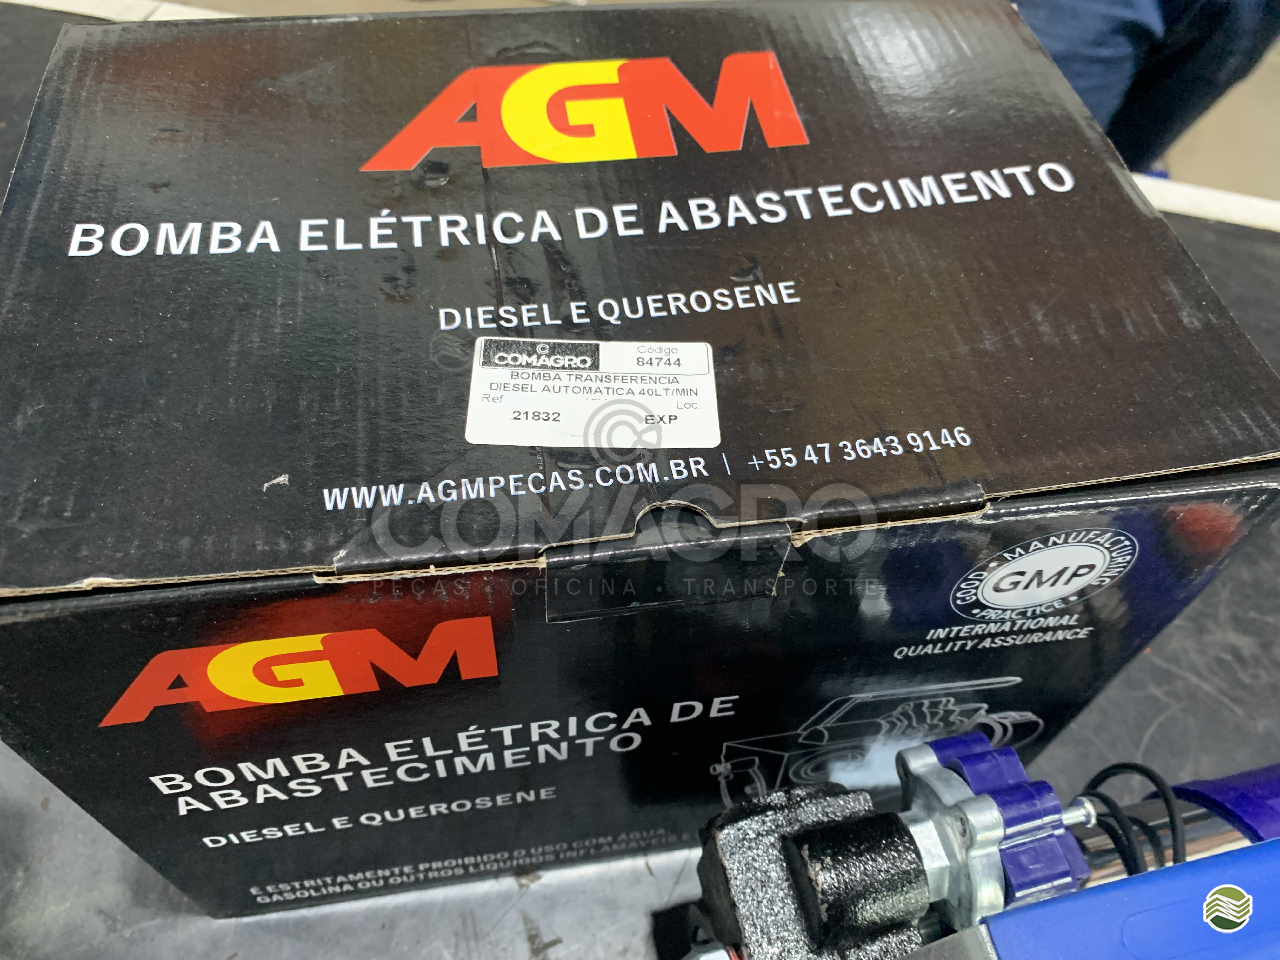 AGM
BOMBA ELÉTRICA DE ABASTECIMENTO
DIESEL E QUEROSENE
C
COMAGRO
Código
84744
BOMBA TRANSFERENCIA
DIESEL AUTOMATICA 40LT/MIN
Ref
Loc.
21832
EXP
WWW.AGMPECAS.COM.BR | +55 47 3643 9146
COMAGRO
PEÇAS • OFICINA • TRANSPORTE
GOOD • MANUFACTURING
GMP
• PRACTICE •
INTERNATIONAL
QUALITY ASSURANCE
AGM
BOMBA ELÉTRICA DE
ABASTECIMENTO
DIESEL E QUEROSENE
É ESTRITAMENTE PROIBIDO O USO COM ÁGUA,
GASOLINA OU OUTROS LÍQUIDOS INFLAMÁVEIS E